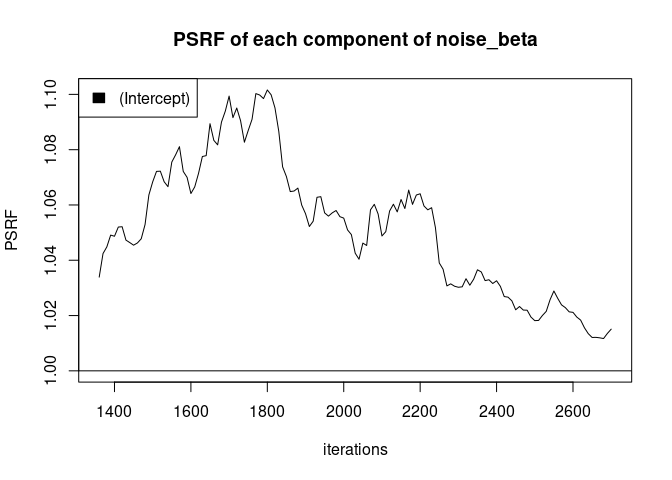 PSRF of each component of noise_beta
(Intercept)
PSRF
1.10
1.08
1.06
1.04
1.02
1.00
1400 1600 1800 2000 2200 2400 2600
iterations